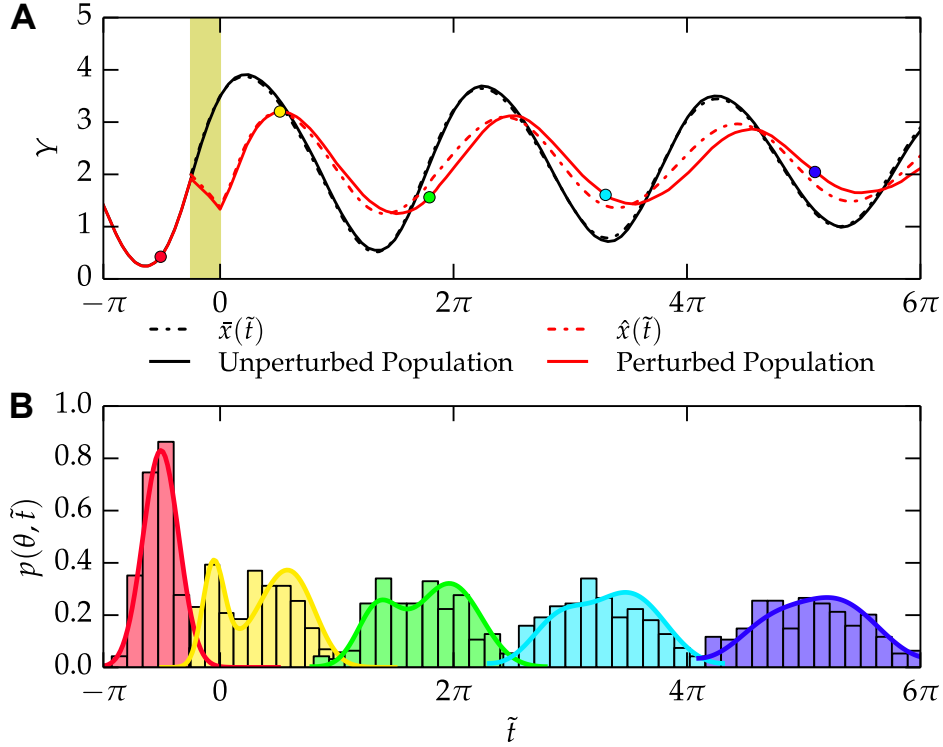 A
5
4
3
2
1
0
Y
−π 0 2π 4π 6π
x̄(t̃) x̂(t̃)
Unperturbed Population Perturbed Population
B
1.0
0.8
0.6
0.4
0.2
0.0
p(θ, t̃)
−π 0 2π 4π 6π
t̃